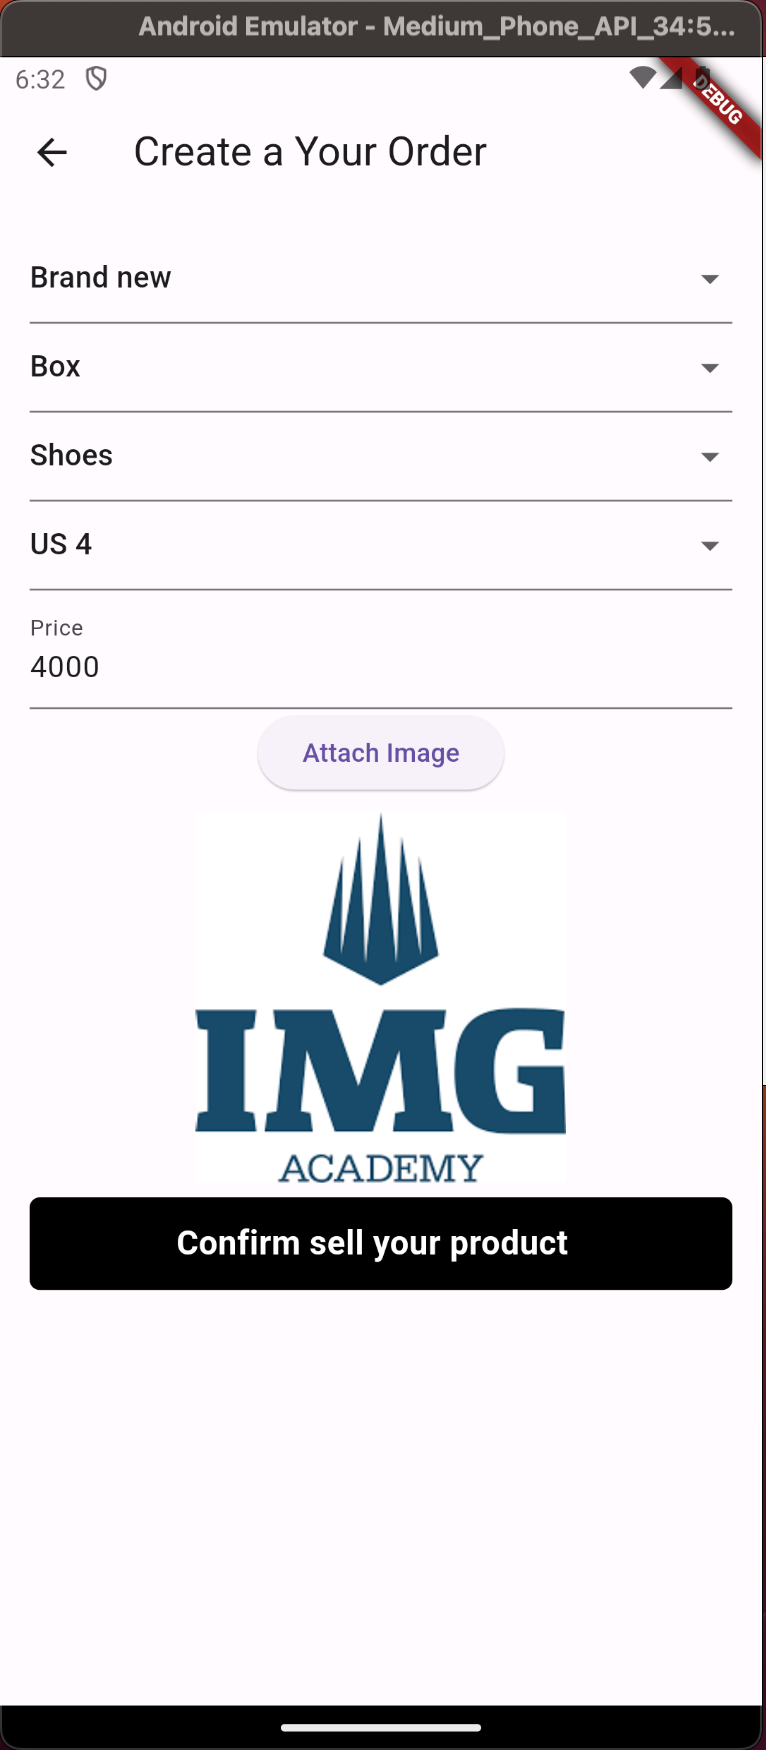 Android Emulator - Medium_Phone_API_34:5...
6:32
DEBUG
Create a Your Order
Brand new
Box
Shoes
US 4
Price
4000
Attach Image
IMG
ACADEMY
Confirm sell your product